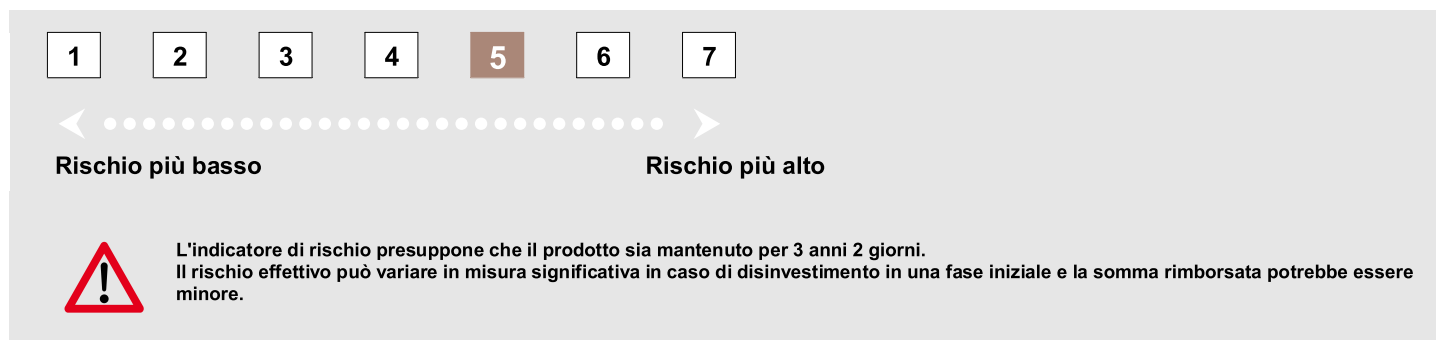 1 2 3 4 5 6 7
Rischio più basso Rischio più alto
L'indicatore di rischio presuppone che il prodotto sia mantenuto per 3 anni 2 giorni.
Il rischio effettivo può variare in misura significativa in caso di disinvestimento in una fase iniziale e la somma rimborsata potrebbe essere
minore.